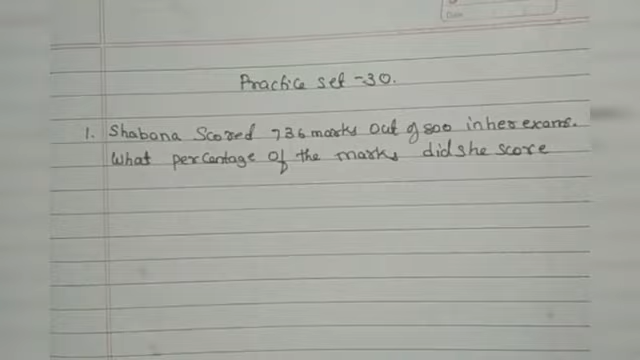 Date
Practice set -30.
1. Shabana Scored 736 marks out of 800 in her exams.
What percentage of the marks did she score